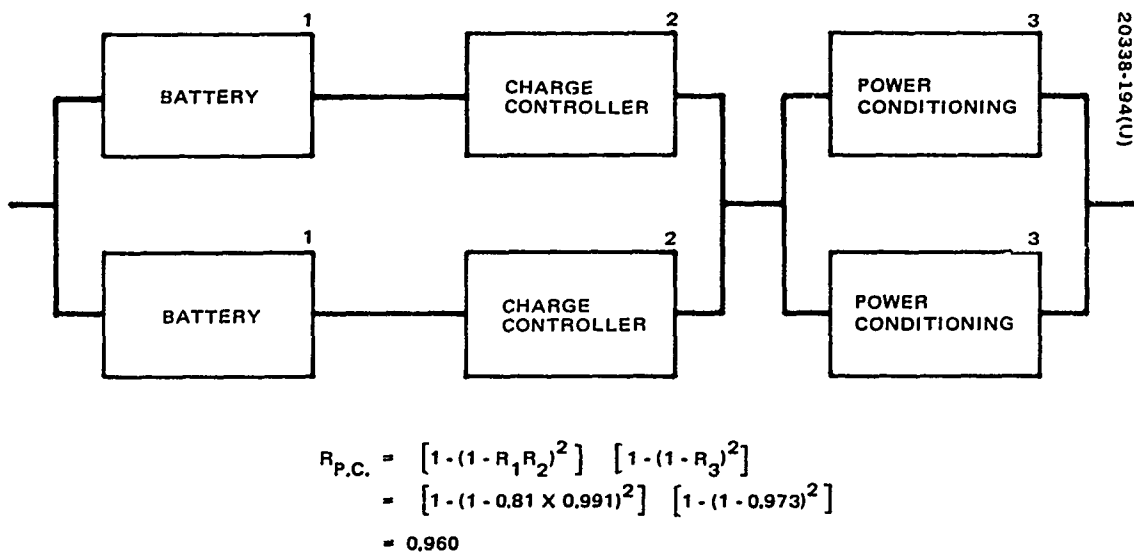 1
2
3
BATTERY
CHARGE
CONTROLLER
POWER
CONDITIONING
20338-194(U)
1
2
3
BATTERY
CHARGE
CONTROLLER
POWER
CONDITIONING
R_P.C. = [1 - (1 - R₁R₂)²] [1 - (1 - R₃)²]
= [1 - (1 - 0.81 X 0.991)²] [1 - (1 - 0.973)²]
= 0.960